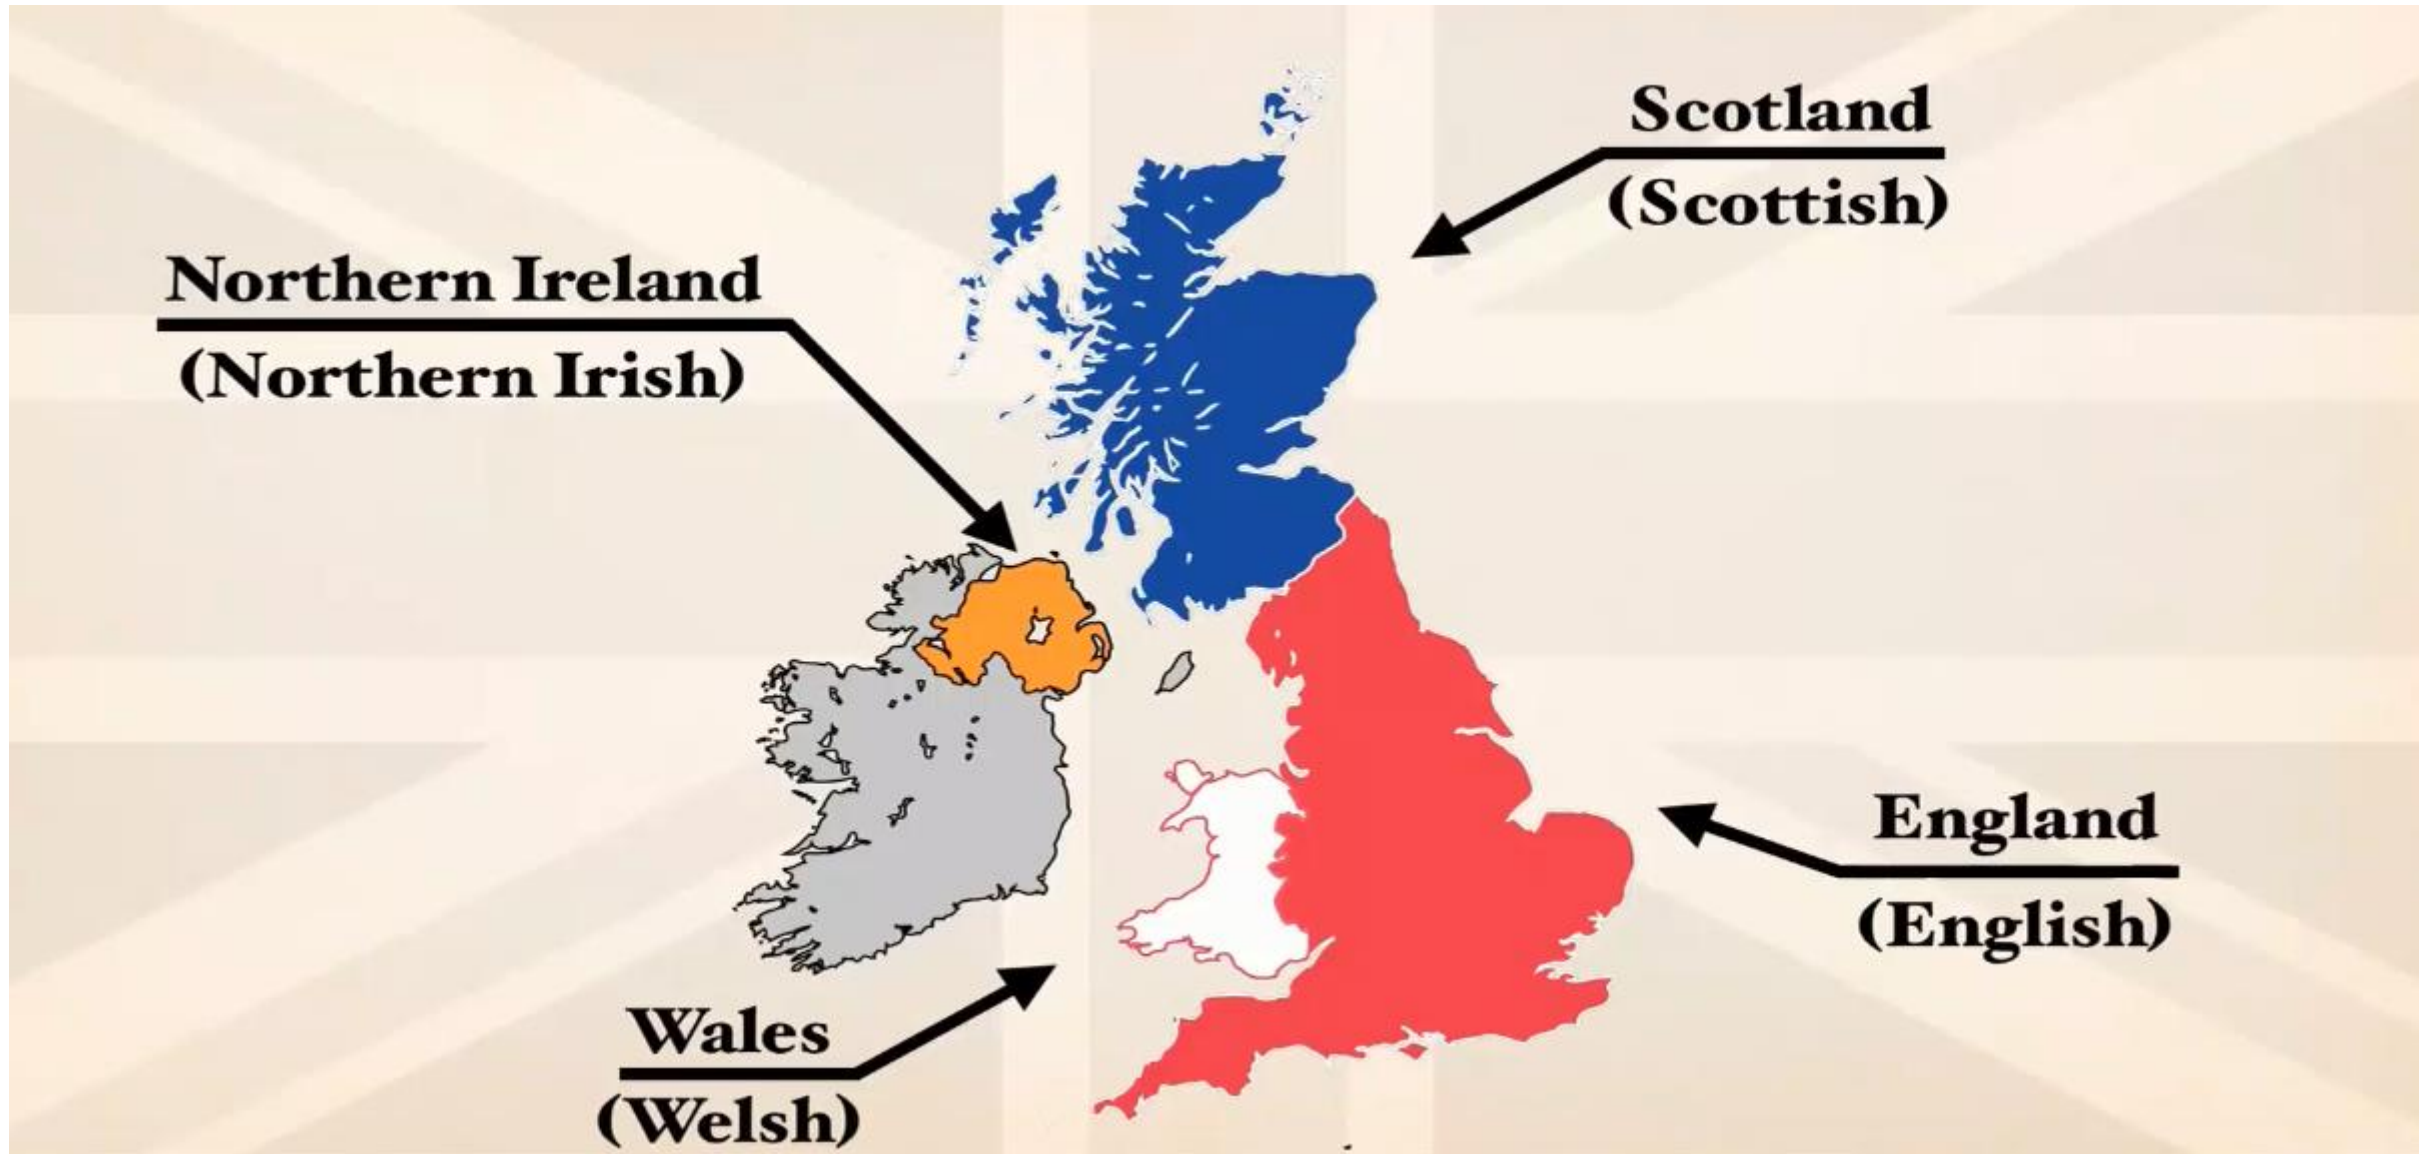 Scotland
(Scottish)
Northern Ireland
(Northern Irish)
England
(English)
Wales
(Welsh)